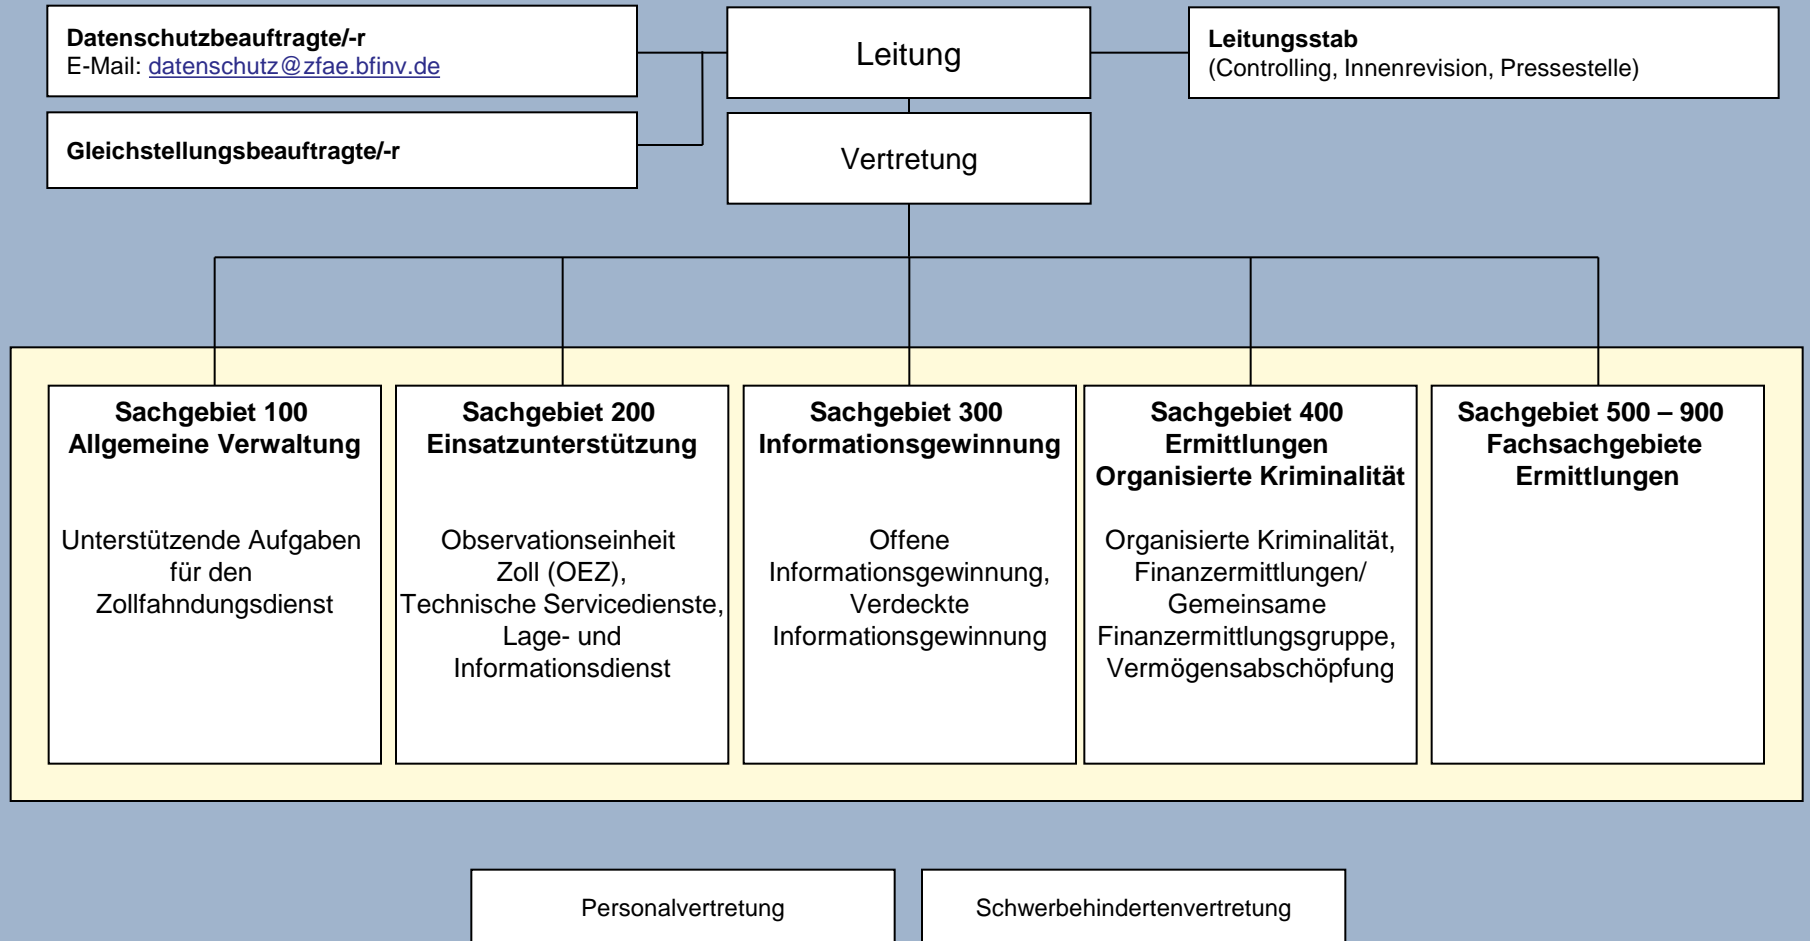 Datenschutzbeauftragte/-r
E-Mail: datenschutz@zfae.bfinv.de
Gleichstellungsbeauftragte/-r
Leitung
Vertretung
Leitungsstab
(Controlling, Innenrevision, Pressestelle)
Sachgebiet 100
Allgemeine Verwaltung
Unterstützende Aufgaben
für den
Zollfahndungsdienst
Sachgebiet 200
Einsatzunterstützung
Observationseinheit
Zoll (OEZ),
Technische Servicedienste,
Lage- und
Informationsdienst
Sachgebiet 300
Informationsgewinnung
Offene
Informationsgewinnung,
Verdeckte
Informationsgewinnung
Sachgebiet 400
Ermittlungen
Organisierte Kriminalität
Organisierte Kriminalität,
Finanzermittlungen/
Gemeinsame
Finanzermittlungsgruppe,
Vermögensabschöpfung
Sachgebiet 500 – 900
Fachsachgebiete
Ermittlungen
Personalvertretung
Schwerbehindertenvertretung